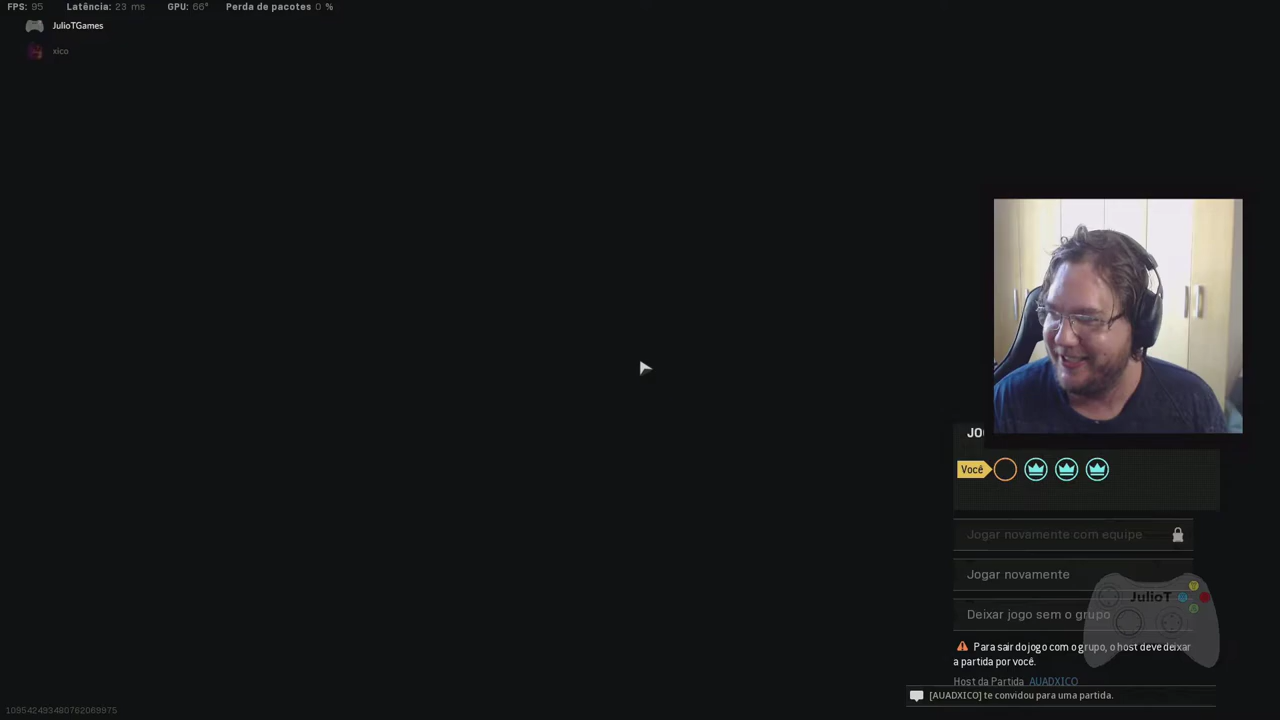 FPS: 95 Latência: 23 ms GPU: 66° Perda de pacotes 0 %
JulioTGames
xico
Você
Jogar novamente com equipe
Jogar novamente
JulioT
Deixar jogo sem o grupo
Para sair do jogo com o grupo, o host deve deixar
a partida por você.
Host da Partida AUADXICO
[AUADXICO] te convidou para uma partida.
109542493480762069975